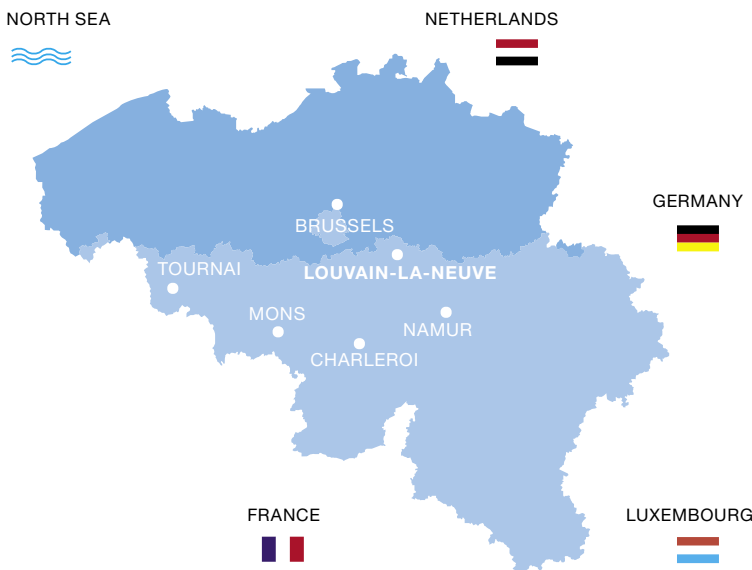 NORTH SEA
NETHERLANDS
GERMANY
BRUSSELS
TOURNAI
LOUVAIN-LA-NEUVE
MONS
NAMUR
CHARLEROI
FRANCE
LUXEMBOURG